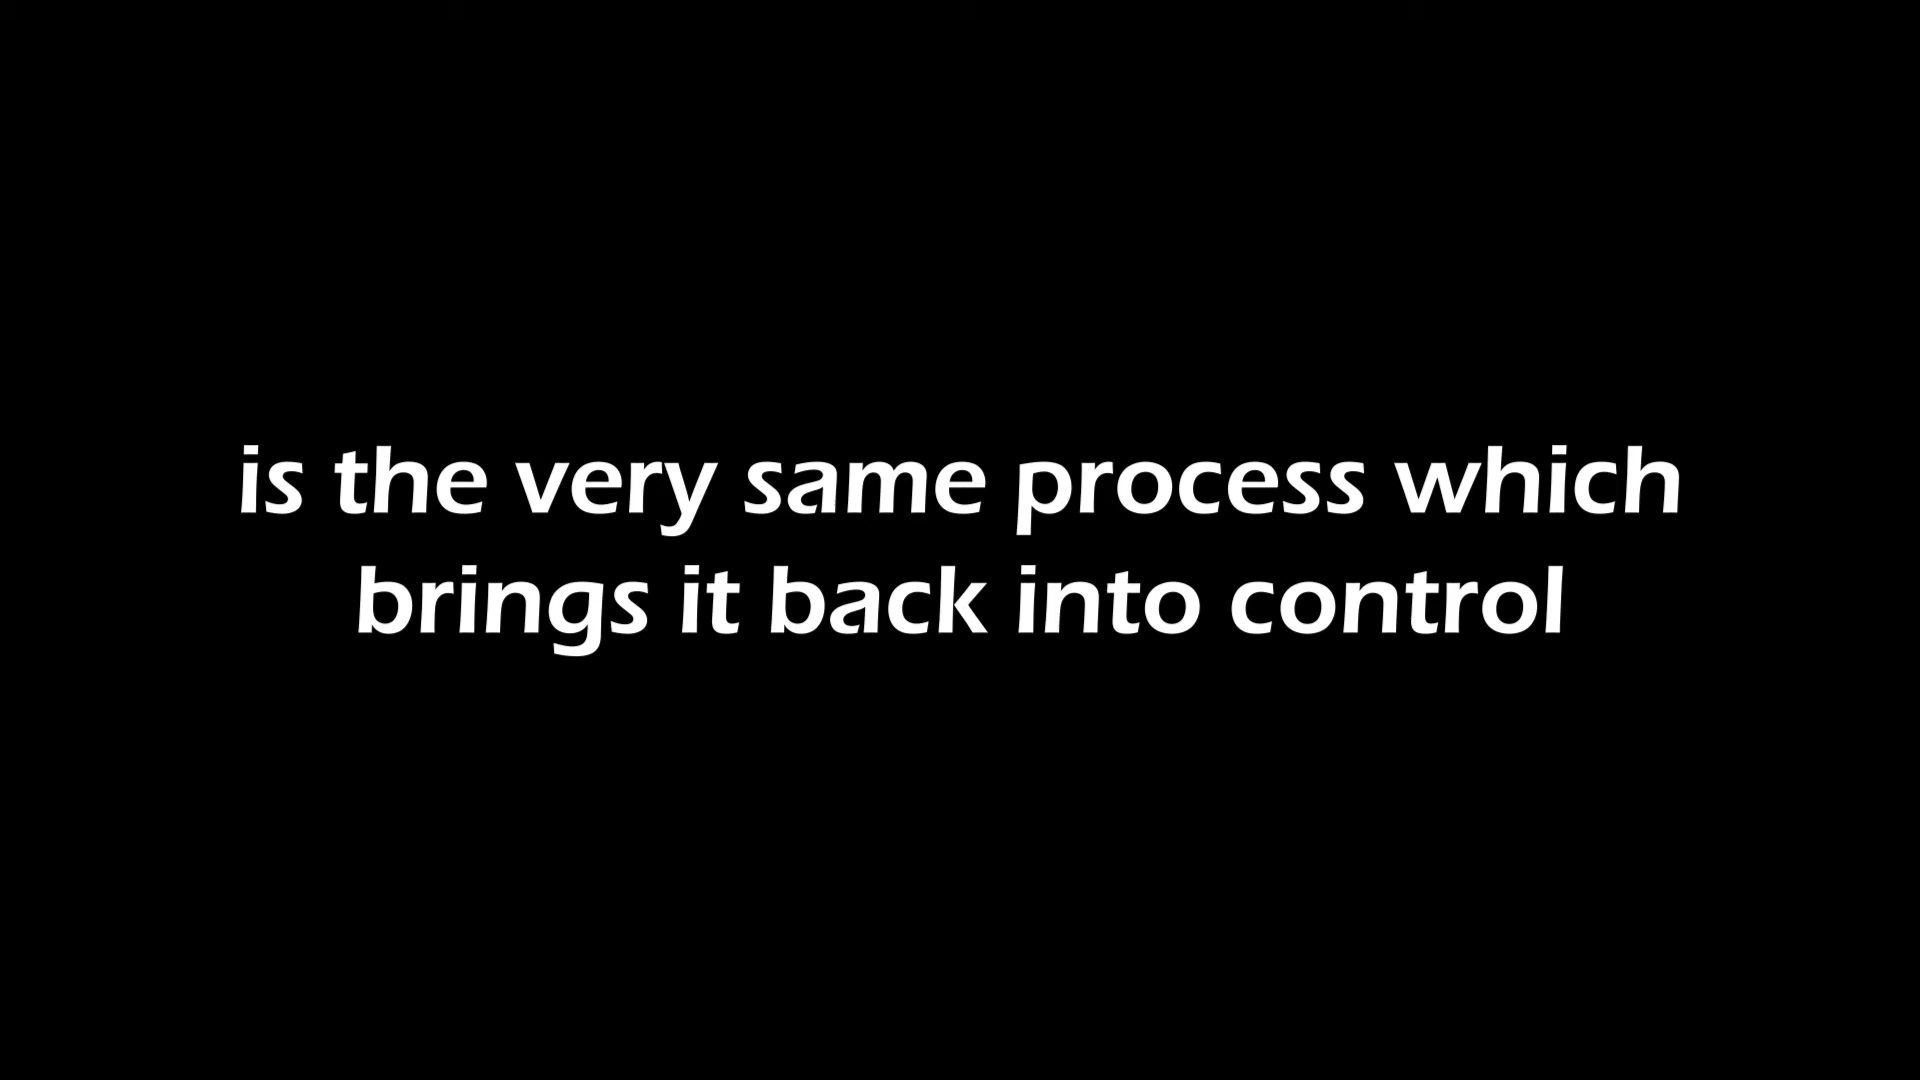 is the very same process which
brings it back into control